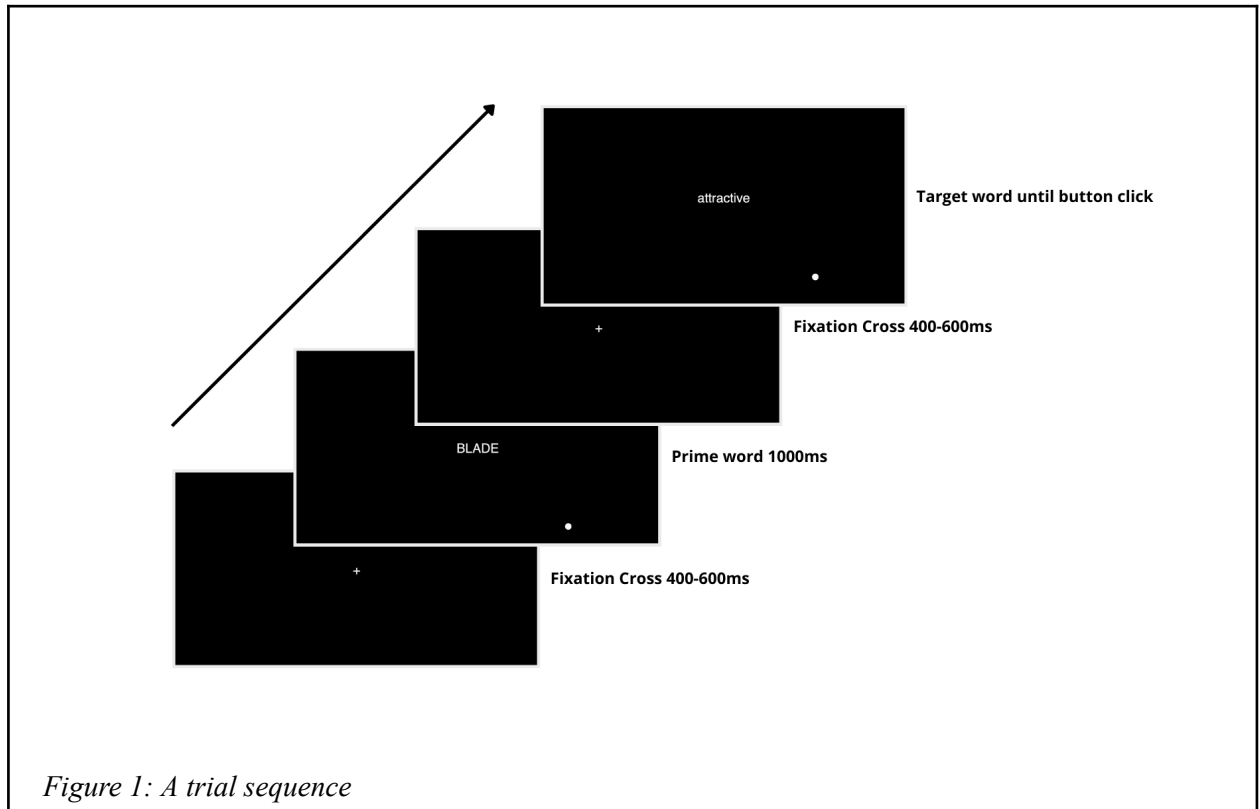 attractive
Target word until button click
+
Fixation Cross 400-600ms
BLADE
Prime word 1000ms
+
Fixation Cross 400-600ms
Figure 1: A trial sequence